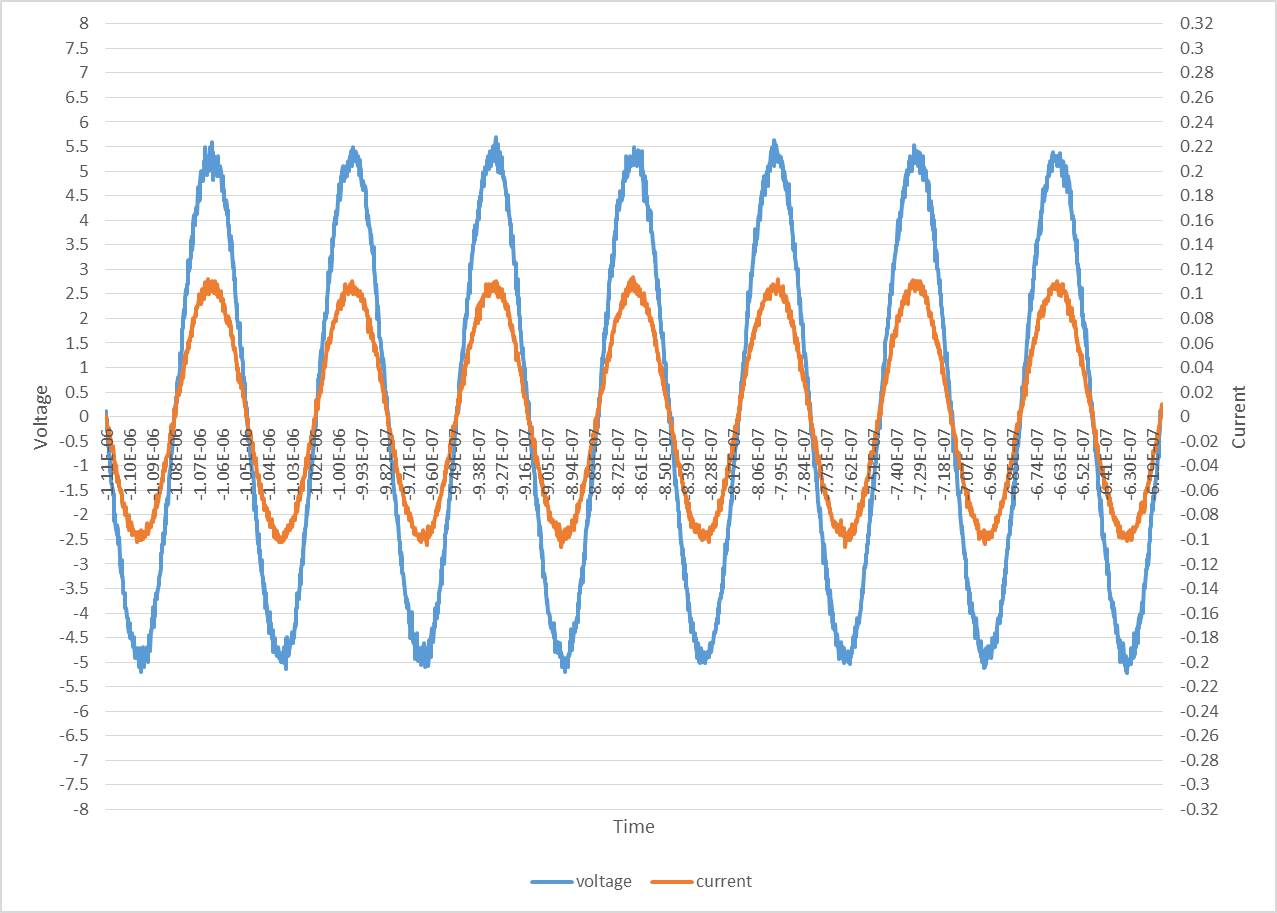 8
7.5
7
6.5
6
5.5
5
4.5
4
3.5
3
2.5
2
1.5
1
0.5
0
-0.5
-1
-1.5
-2
-2.5
-3
-3.5
-4
-4.5
-5
-5.5
-6
-6.5
-7
-7.5
-8
Voltage
-1.11E-06
-1.10E-06
-1.09E-06
-1.08E-06
-1.07E-06
-1.06E-06
-1.05E-06
-1.04E-06
-1.03E-06
-1.02E-06
-1.00E-06
-9.93E-07
-9.82E-07
-9.71E-07
-9.60E-07
-9.49E-07
-9.38E-07
-9.27E-07
-9.16E-07
-9.05E-07
-8.94E-07
-8.83E-07
-8.72E-07
-8.61E-07
-8.50E-07
-8.39E-07
-8.28E-07
-8.17E-07
-8.06E-07
-7.95E-07
-7.84E-07
-7.73E-07
-7.62E-07
-7.51E-07
-7.40E-07
-7.29E-07
-7.18E-07
-7.07E-07
-6.96E-07
-6.85E-07
-6.74E-07
-6.63E-07
-6.52E-07
-6.41E-07
-6.30E-07
-6.19E-07
0.32
0.3
0.28
0.26
0.24
0.22
0.2
0.18
0.16
0.14
0.12
0.1
0.08
0.06
0.04
0.02
0
-0.02
-0.04
-0.06
-0.08
-0.1
-0.12
-0.14
-0.16
-0.18
-0.2
-0.22
-0.24
-0.26
-0.28
-0.3
-0.32
Current
Time
voltage current